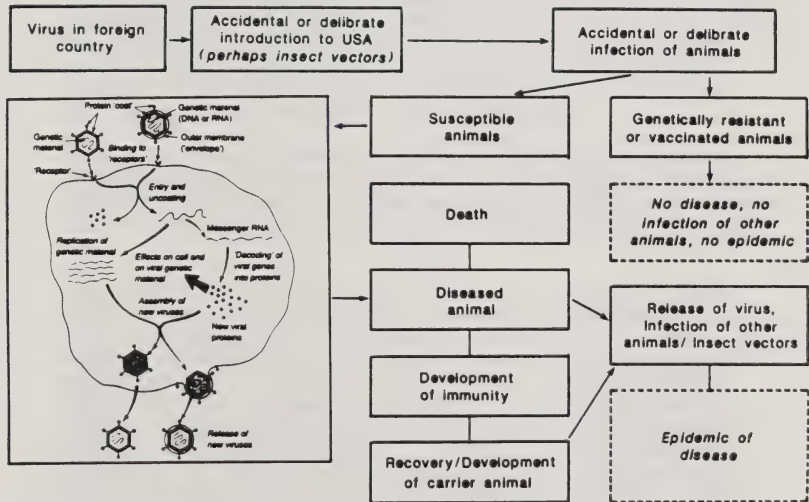 Virus in foreign
country
Accidental or delibrate
introduction to USA
(perhaps insect vectors)
Accidental or delibrate
infection of animals
Protein 'coat'
Genetic material
(DNA or RNA)
Genetic
material
Binding to
'receptors'
Outer membrane
('envelope')
'Receptor'
Entry and
uncoating
Messenger RNA
Replication of
genetic material
Effects on cell and
on viral genetic
material
'Decoding' of
viral genes
into proteins
Assembly of
new viruses
New viral
proteins
Release of
new viruses
Susceptible
animals
Genetically resistant
or vaccinated animals
Death
No disease, no
infection of other
animals, no epidemic
Diseased
animal
Release of virus,
Infection of other
animals/ Insect vectors
Development
of immunity
Recovery/Development
of carrier animal
Epidemic of
disease